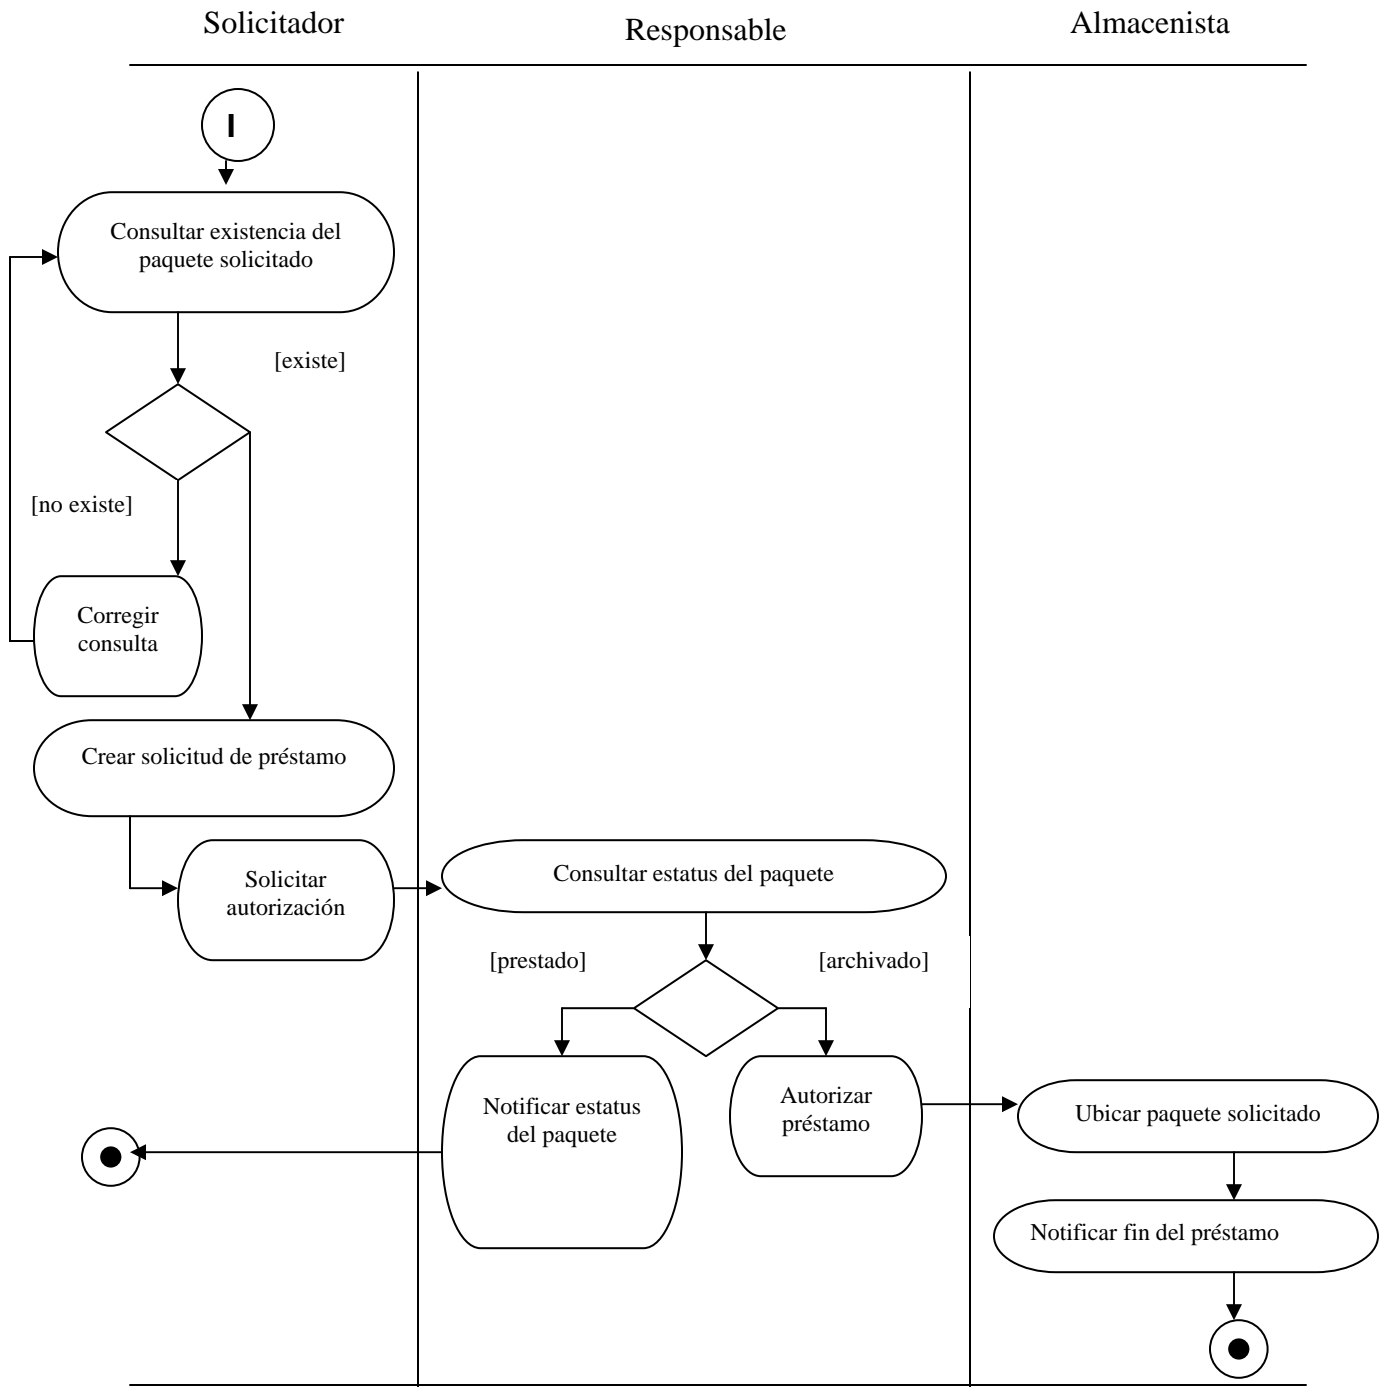 Solicitador
Responsable
Almacenista
I
Consultar existencia del
paquete solicitado
[existe]
[no existe]
Corregir
consulta
Crear solicitud de préstamo
Solicitar
autorización
Consultar estatus del paquete
[prestado]
[archivado]
Notificar estatus
del paquete
Autorizar
préstamo
Ubicar paquete solicitado
Notificar fin del préstamo